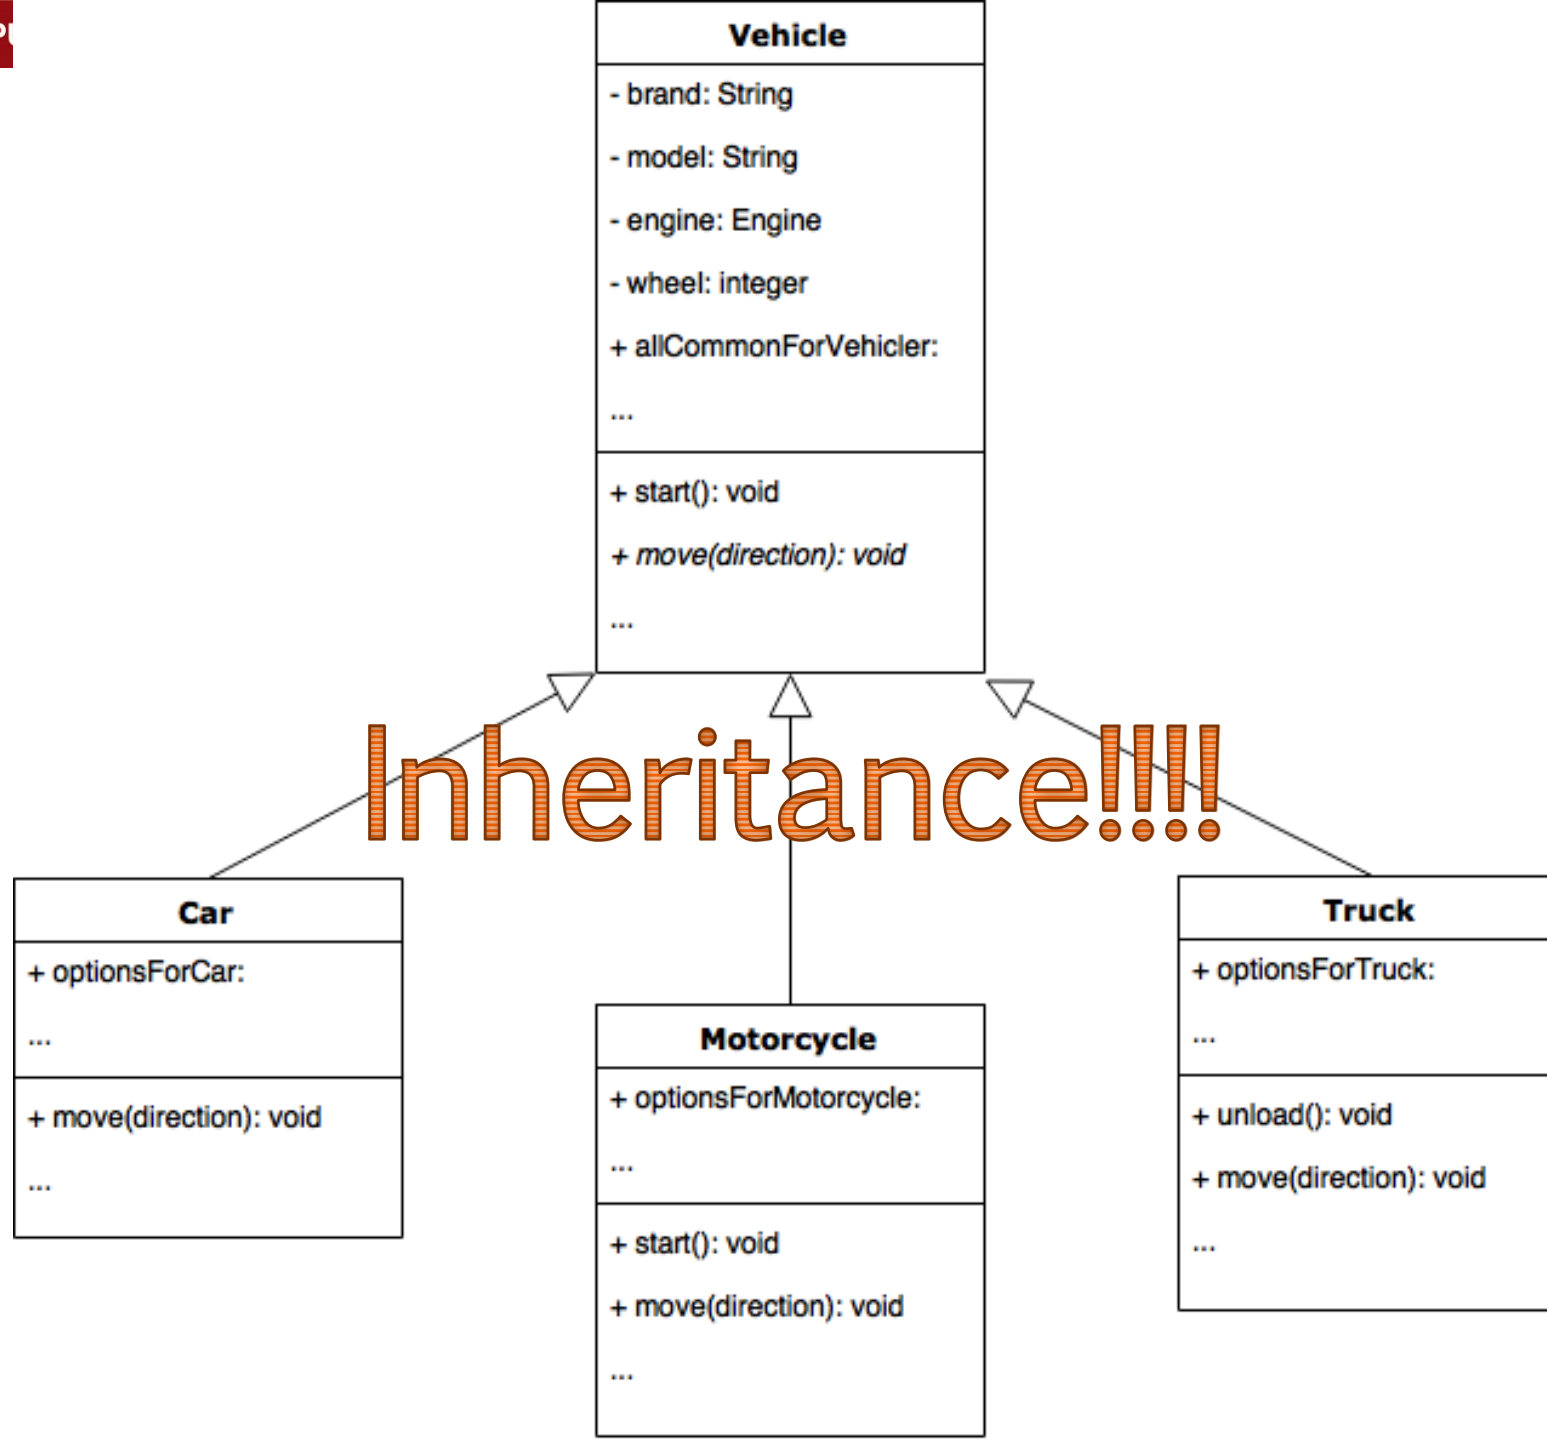 Vehicle
- brand: String
- model: String
- engine: Engine
- wheel: integer
+ allCommonForVehicler:
...
+ start(): void
+ move(direction): void
...
Inheritance!!!!
Car
+ optionsForCar:
...
+ move(direction): void
...
Motorcycle
+ optionsForMotorcycle:
...
+ start(): void
+ move(direction): void
...
Truck
+ optionsForTruck:
...
+ unload(): void
+ move(direction): void
...